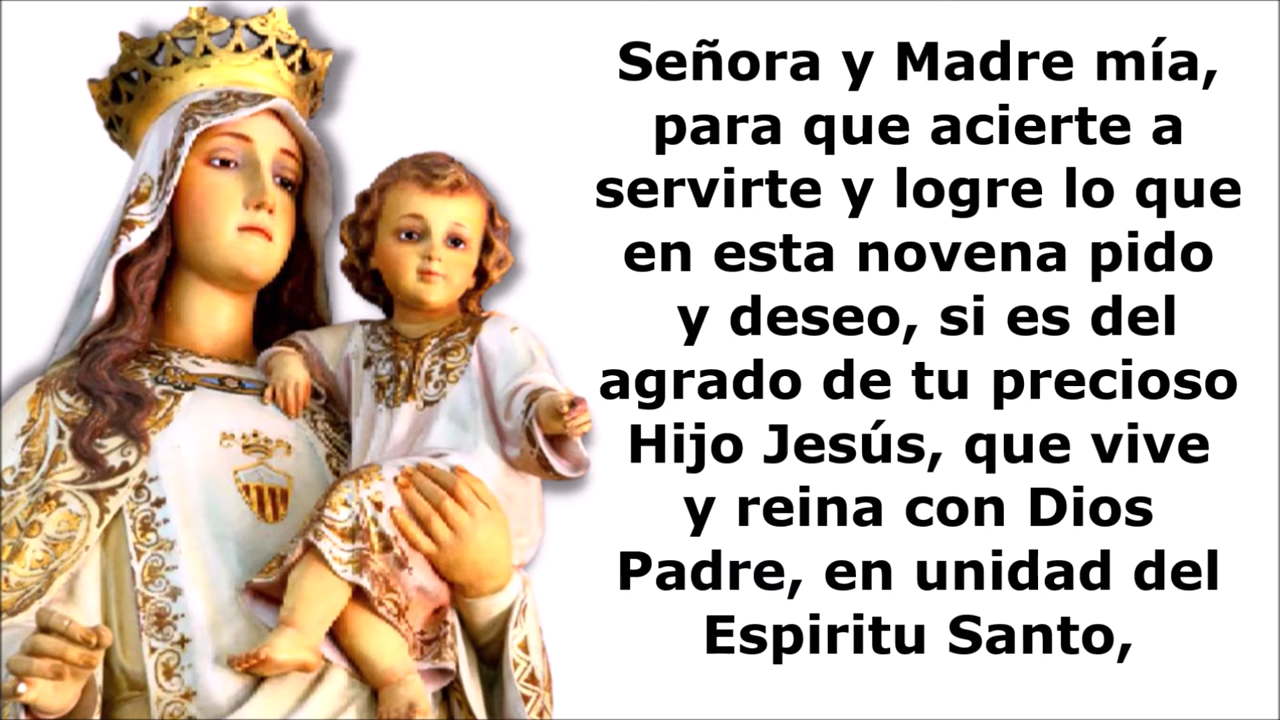 Señora y Madre mía,
para que acierte a
servirte y logre lo que
en esta novena pido
y deseo, si es del
agrado de tu precioso
Hijo Jesús, que vive
y reina con Dios
Padre, en unidad del
Espiritu Santo,